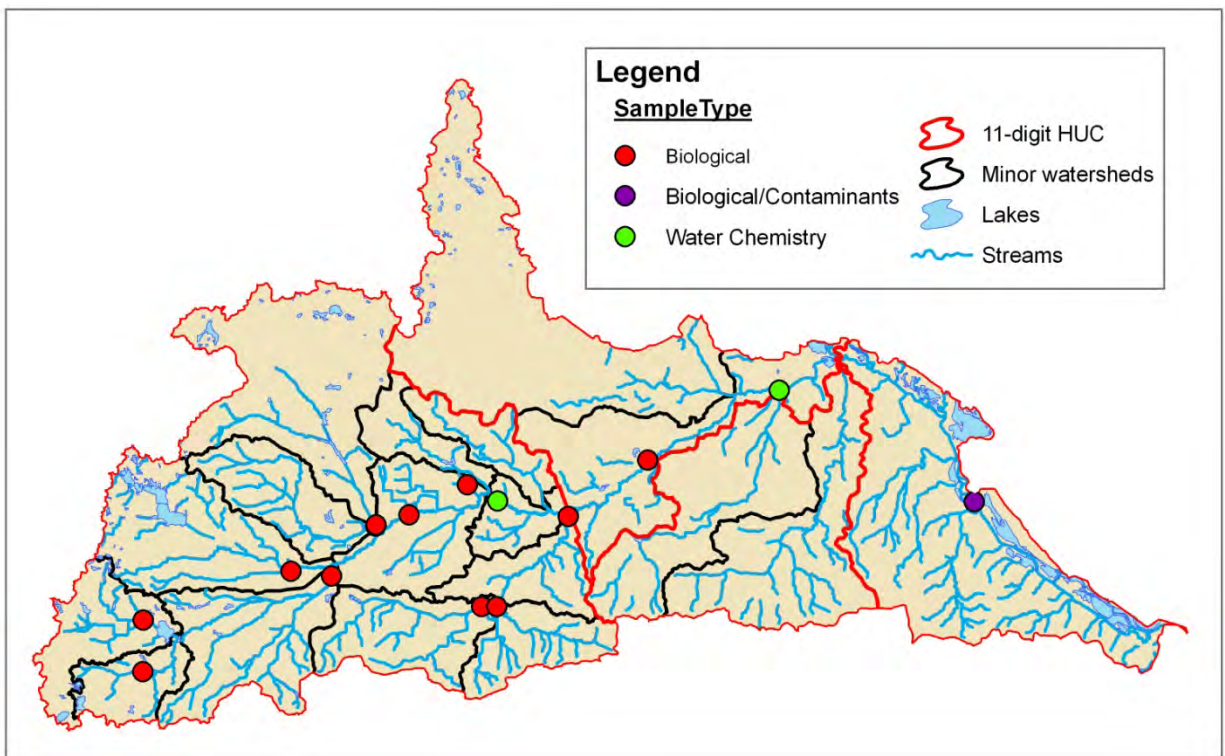 Legend
SampleType
Biological
Biological/Contaminants
Water Chemistry
11-digit HUC
Minor watersheds
Lakes
Streams